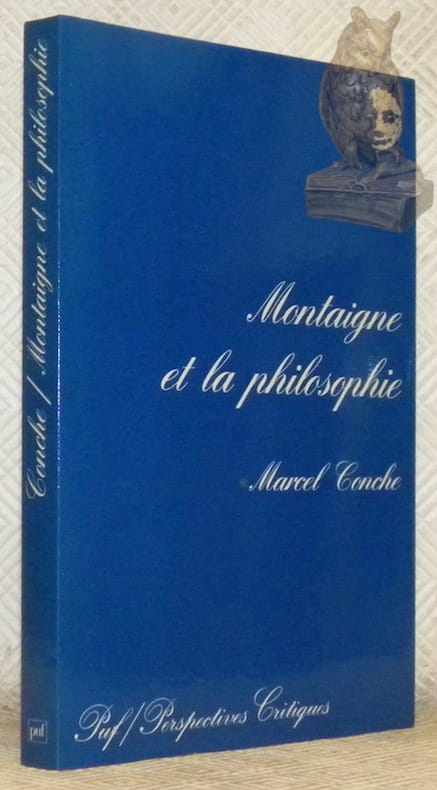 Conche / Montaigne et la philosophie
puf
Montaigne
et la philosophie
Marcel Conche
Puf / Perspectives Critiques